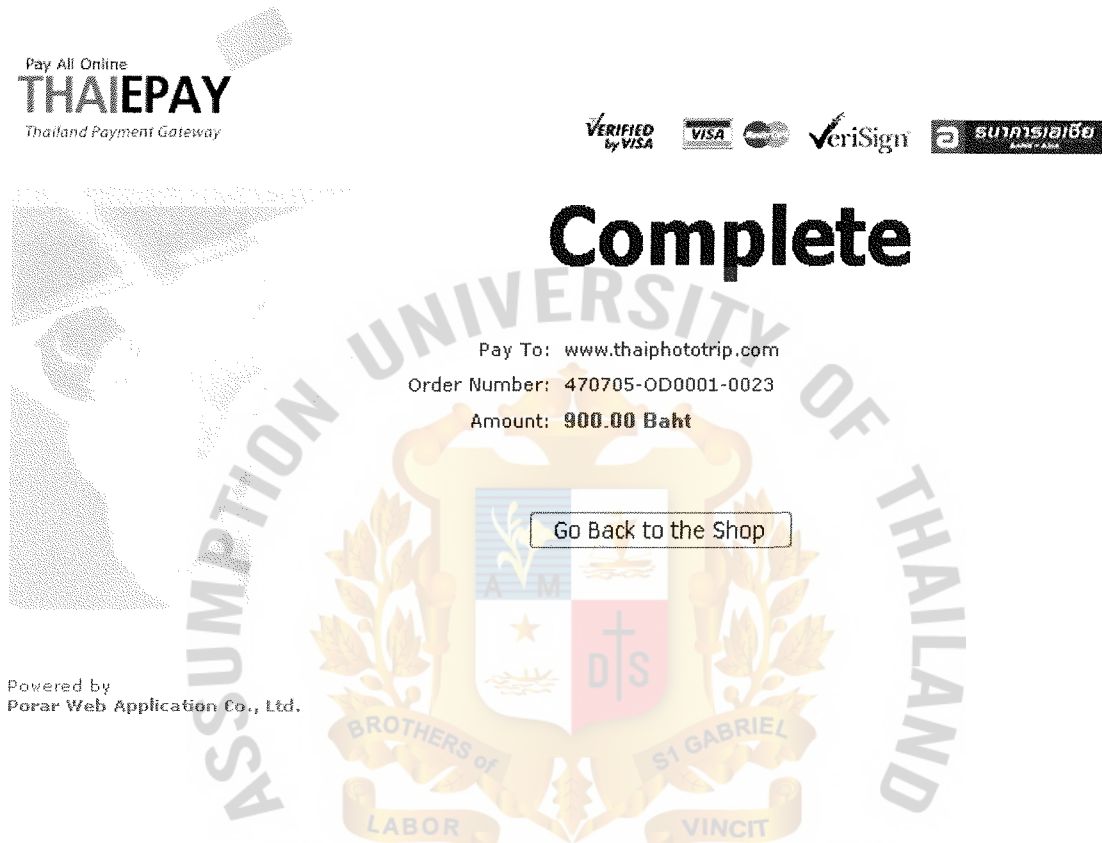 Pay All Online
THAIEPAY
Thailand Payment Gateway
VERIFIED
by VISA
VISA
VeriSign
ธนาคารเอเชีย
Complete
Pay To: www.thaiphototrip.com
Order Number: 470705-OD0001-0023
Amount: 900.00 Baht
Go Back to the Shop
Powered by
Porar Web Application Co., Ltd.
ASSUMPTION UNIVERSITY OF THAILAND
A M
D S
BROTHERS of S1 GABRIEL
LABOR VINCIT